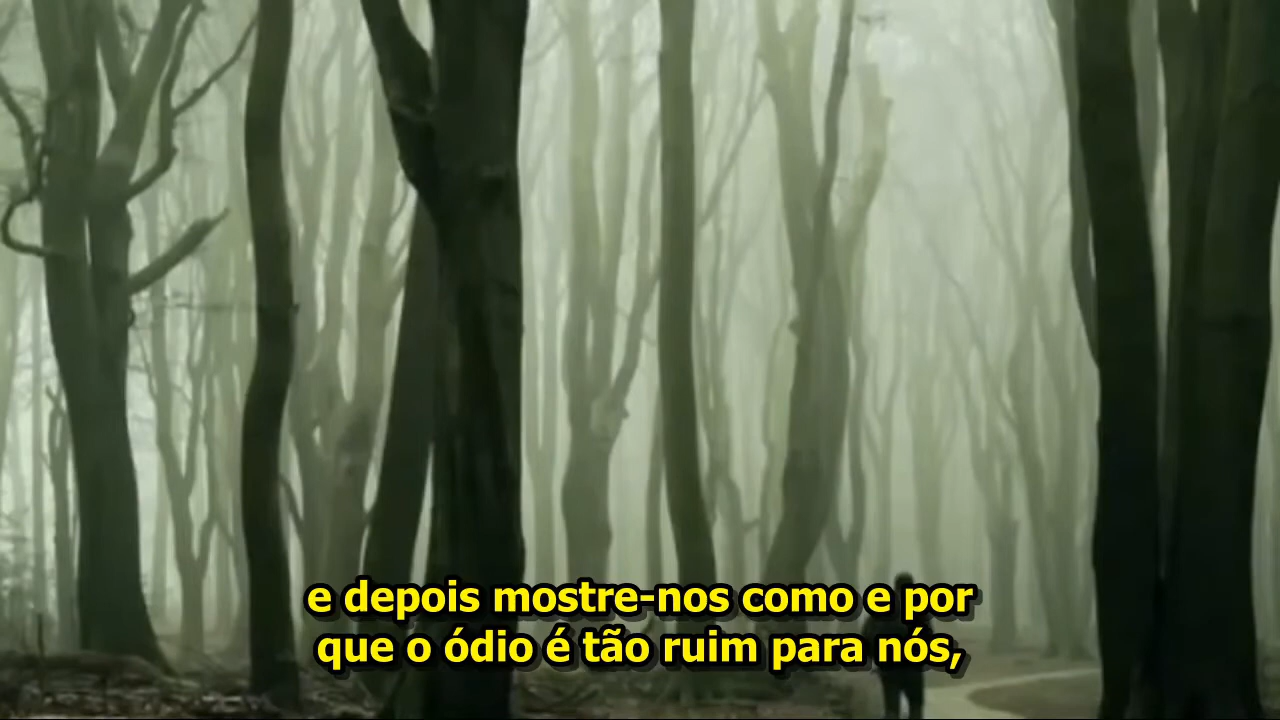 e depois mostre-nos como e por
que o ódio é tão ruim para nós,